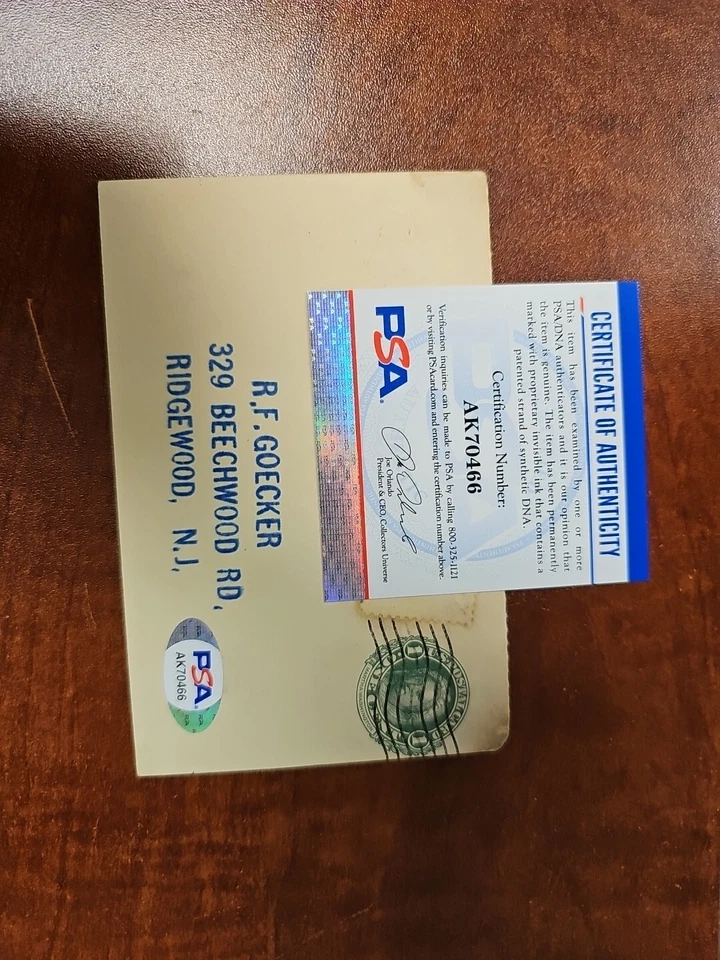 CERTIFICATE OF AUTHENTICITY
This item has been examined by one or more
PSA/DNA authenticators and it is our opinion that
the item is genuine. The item has been permanently
marked with proprietary invisible ink that contains a
patented strand of synthetic DNA.
Certification Number:
AK70466
Verification inquiries can be made to PSA by calling 800-325-1121
or by visiting PSAcard.com and entering the certification number above.
PSA
Joe Orlando
President & CEO, Collectors Universe
R.F. GOECKER
329 BEECHWOOD RD,
RIDGEWOOD, N.J,
PSA
AK70466